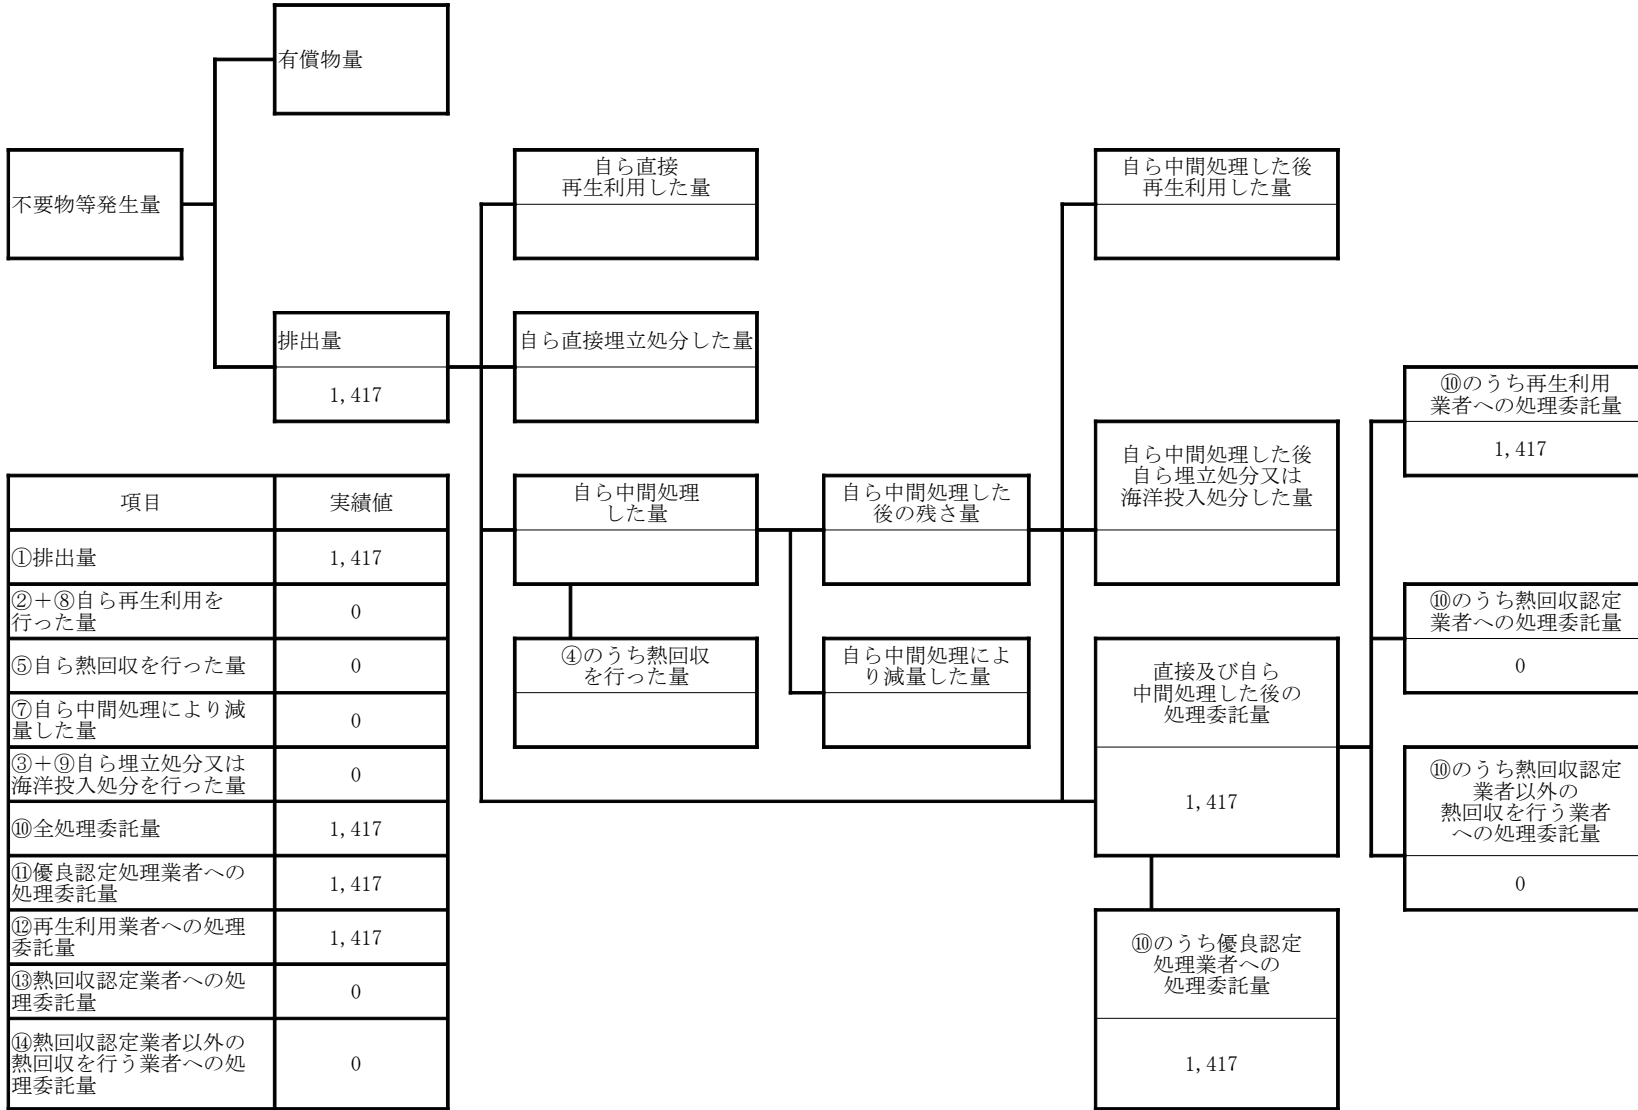 有償物量
不要物等発生量
自ら直接
再生利用した量
自ら中間処理した後
再生利用した量
排出量
1,417
自ら直接埋立処分した量
⑩のうち再生利用
業者への処理委託量
1,417
自ら中間処理
した量
自ら中間処理した
後の残さ量
自ら中間処理した後
自ら埋立処分又は
海洋投入処分した量
④のうち熱回収
を行った量
自ら中間処理によ
り減量した量
直接及び自ら
中間処理した後の
処理委託量
1,417
⑩のうち熱回収認定
業者への処理委託量
0
⑩のうち熱回収認定
業者以外の
熱回収を行う業者
への処理委託量
0
⑩のうち優良認定
処理業者への
処理委託量
1,417
項目 実績値
①排出量 1,417
②+⑧自ら再生利用を
行った量 0
⑤自ら熱回収を行った量 0
⑦自ら中間処理により減
量した量 0
③+⑨自ら埋立処分又は
海洋投入処分を行った量 0
⑩全処理委託量 1,417
⑪優良認定処理業者への
処理委託量 1,417
⑫再生利用業者への処理
委託量 1,417
⑬熱回収認定業者への処
理委託量 0
⑭熱回収認定業者以外の
熱回収を行う業者への処
理委託量 0